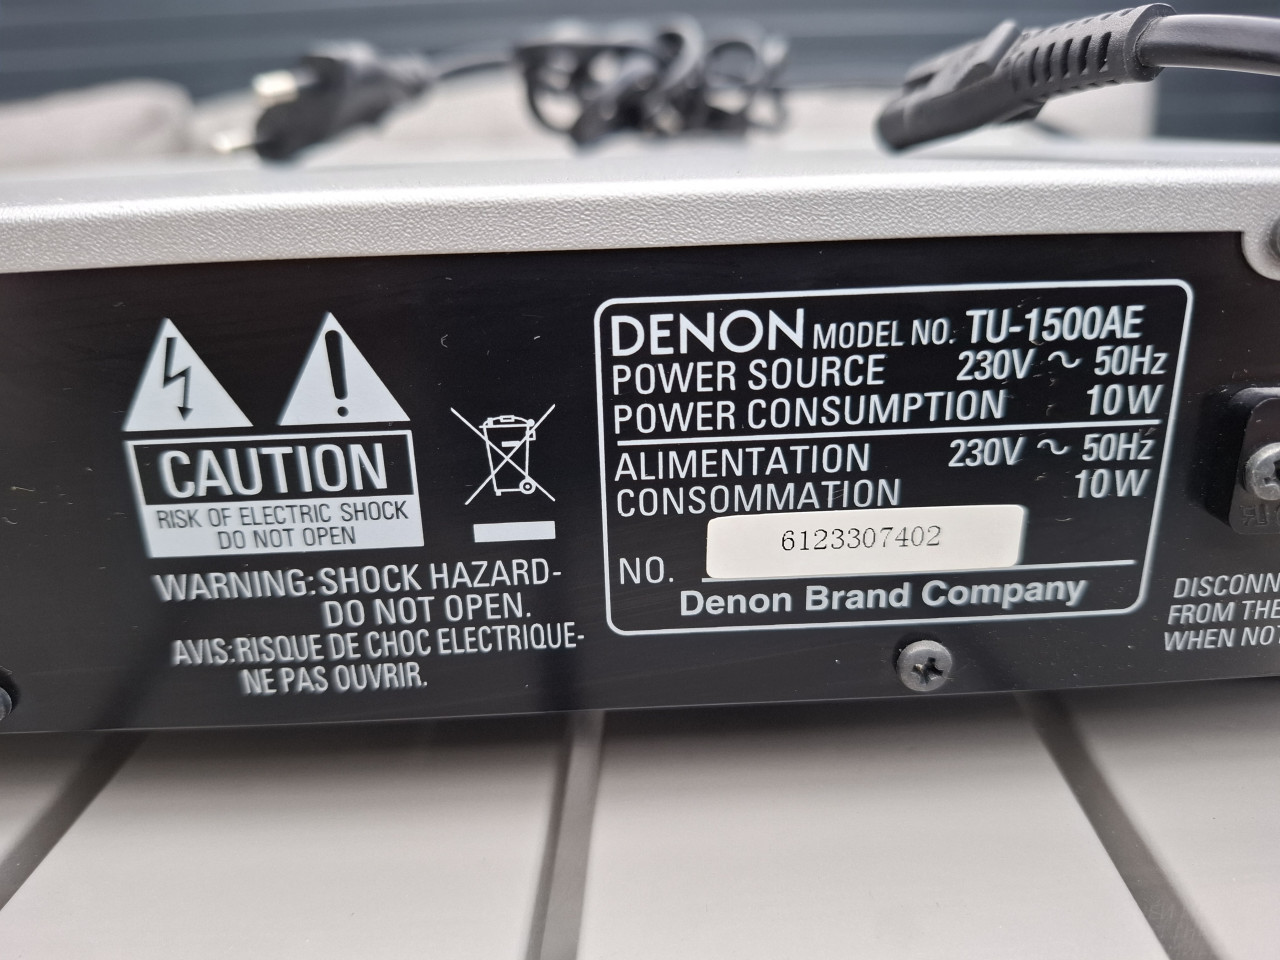 CAUTION
RISK OF ELECTRIC SHOCK
DO NOT OPEN
WARNING: SHOCK HAZARD-
DO NOT OPEN.
AVIS: RISQUE DE CHOC ELECTRIQUE-
NE PAS OUVRIR.
DENON MODEL NO. TU-1500AE
POWER SOURCE 230V ~ 50Hz
POWER CONSUMPTION 10W
ALIMENTATION 230V ~ 50Hz
CONSOMMATION 10W
NO. 6123307402
Denon Brand Company
DISCONN
FROM THE
WHEN NOT